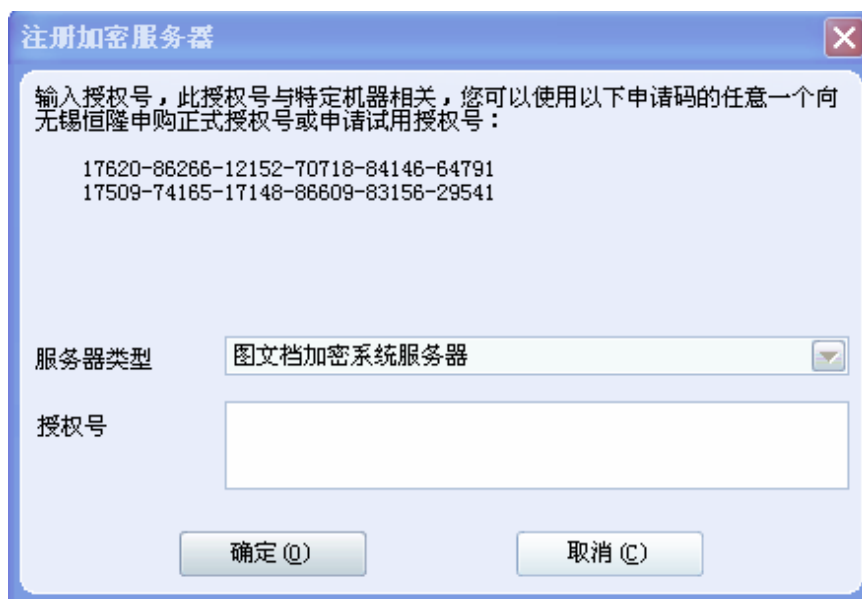 注册加密服务器
输入授权号，此授权号与特定机器相关，您可以使用以下申请码的任意一个向
无锡恒隆申购正式授权号或申请试用授权号：
17620-86266-12152-70718-84146-64791
17509-74165-17148-86609-83156-29541
服务器类型 图文档加密系统服务器
授权号
确定(O) 取消(C)